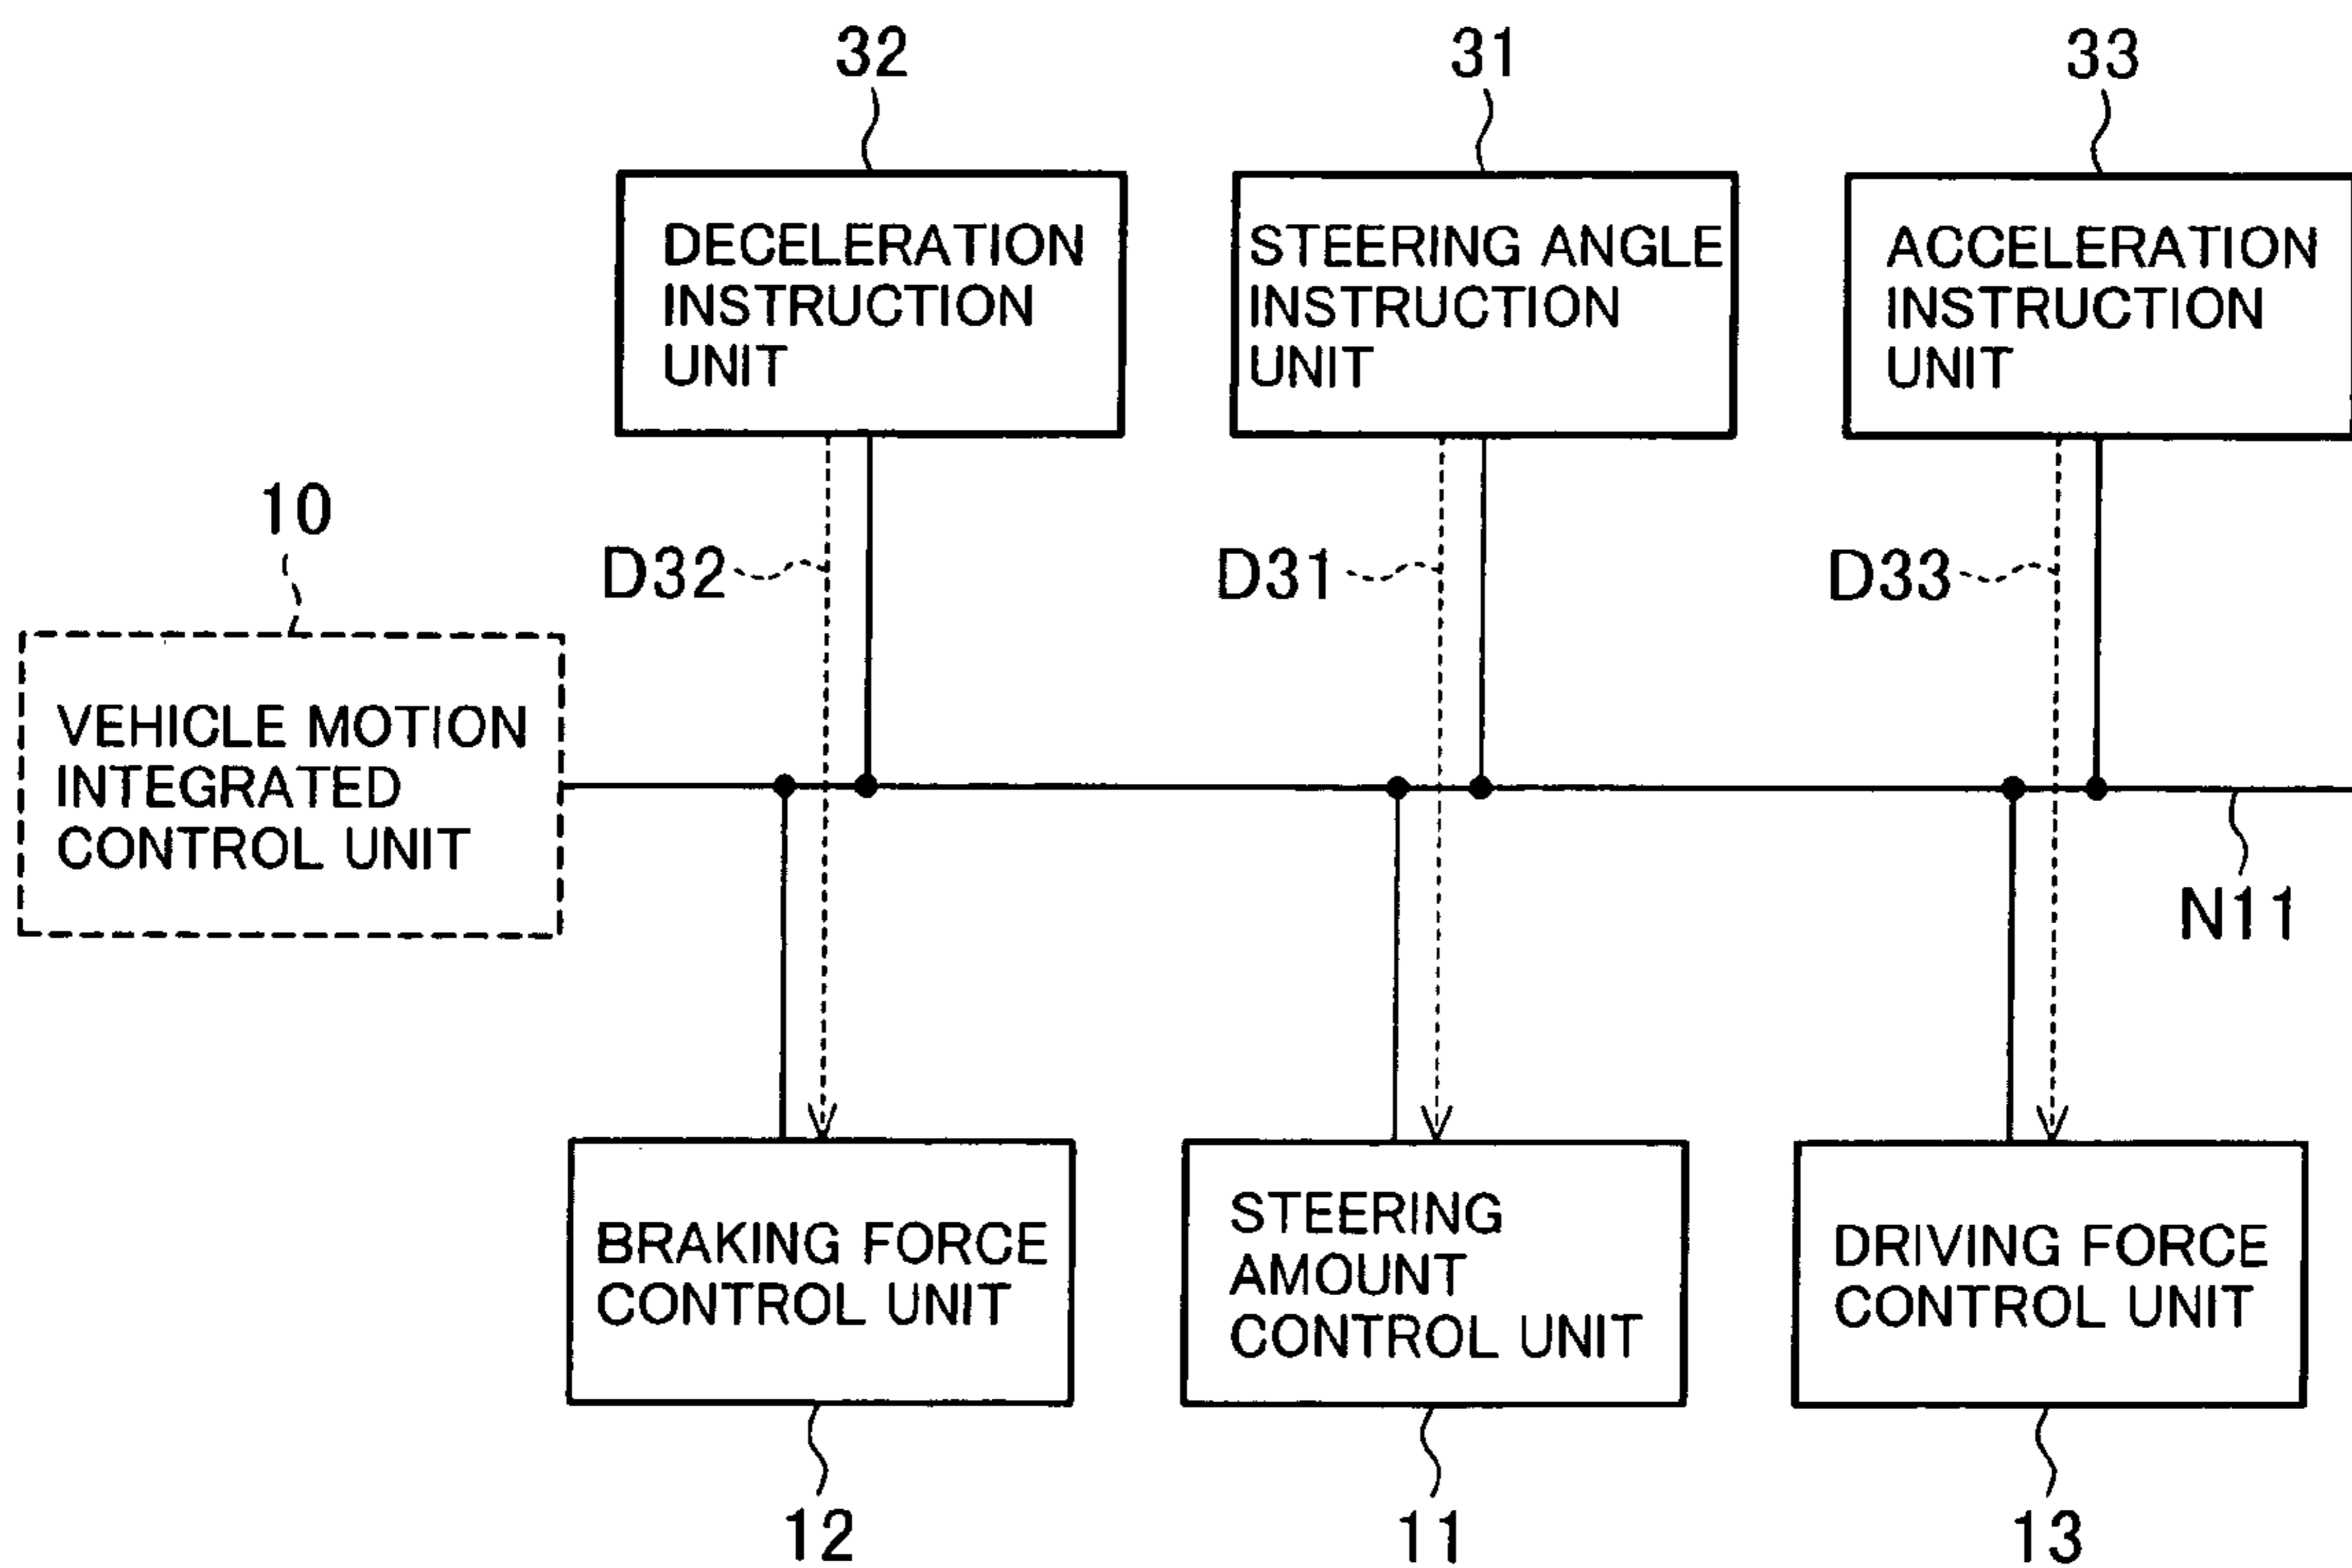 32
31
33
DECELERATION
INSTRUCTION
UNIT
STEERING ANGLE
INSTRUCTION
UNIT
ACCELERATION
INSTRUCTION
UNIT
10
D32
D31
D33
VEHICLE MOTION
INTEGRATED
CONTROL UNIT
N11
BRAKING FORCE
CONTROL UNIT
STEERING
AMOUNT
CONTROL UNIT
DRIVING FORCE
CONTROL UNIT
12
11
13